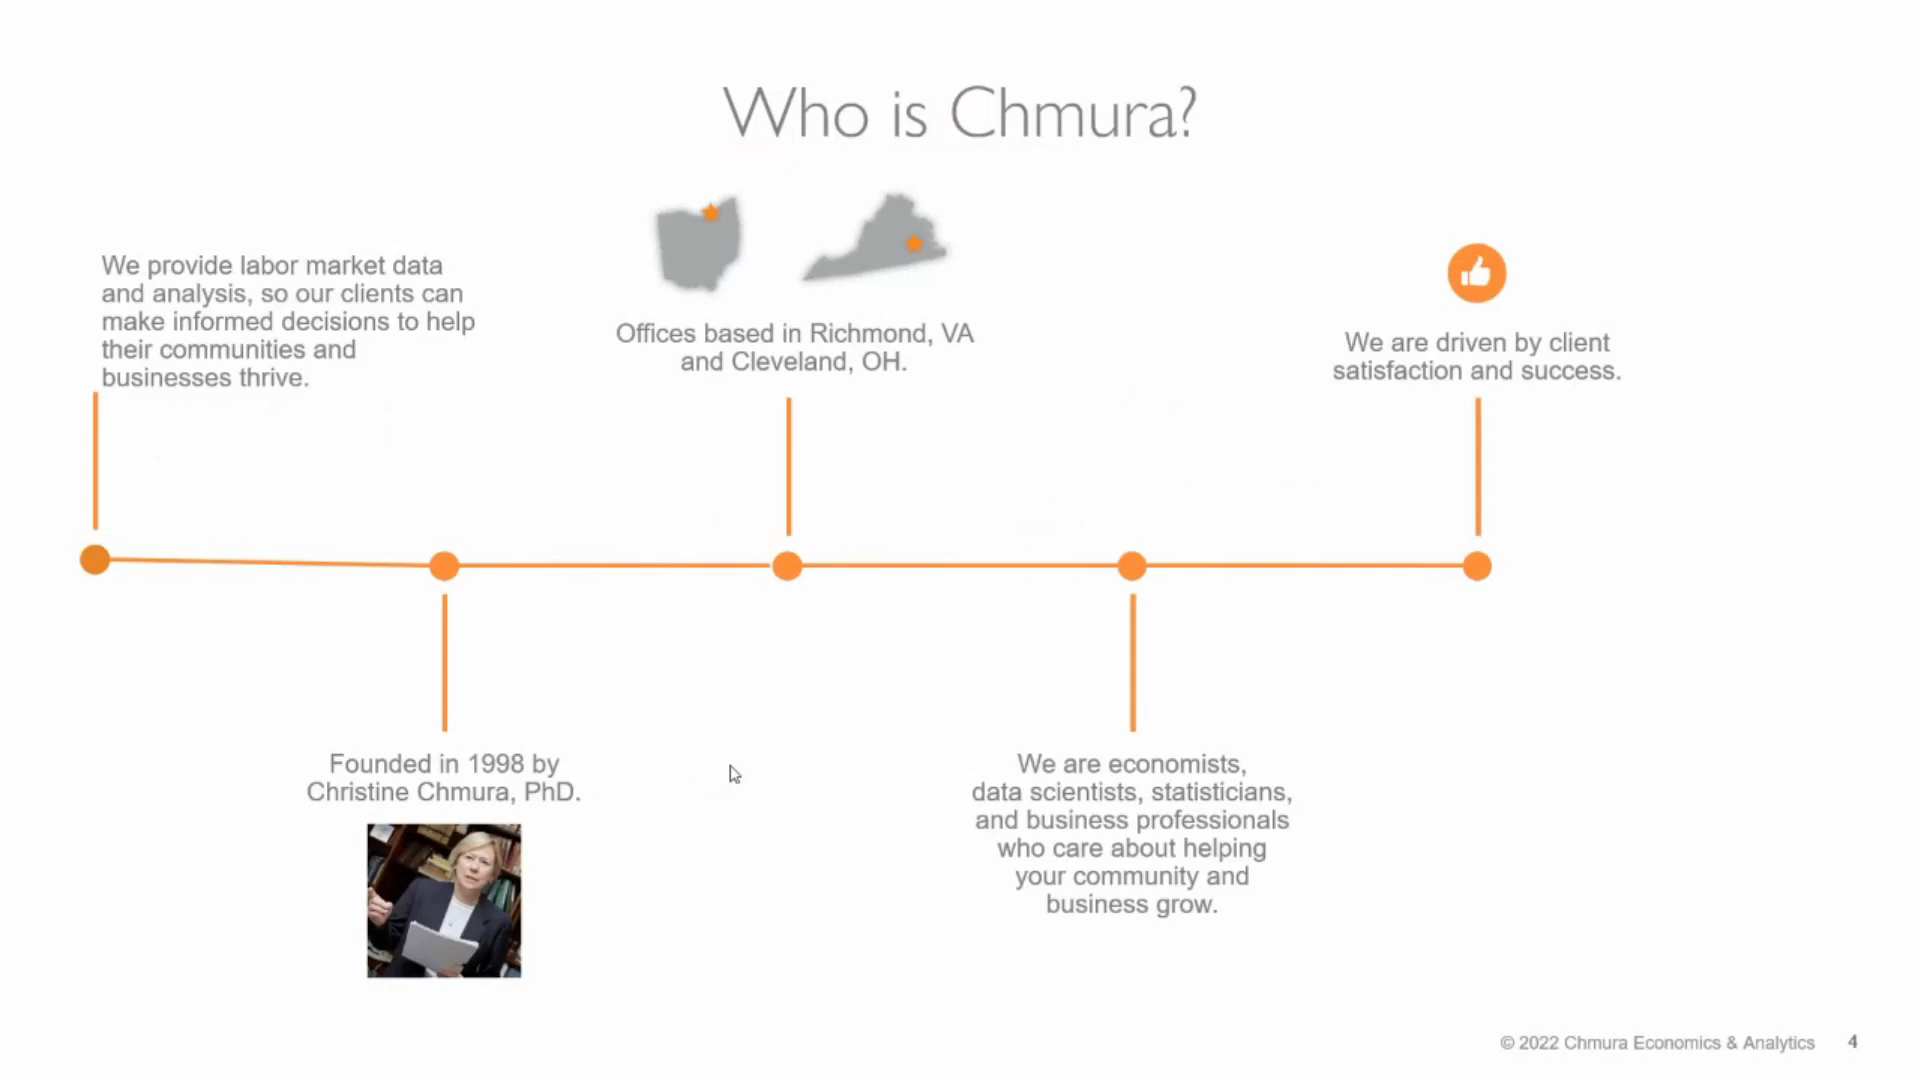 Who is Chmura?
We provide labor market data
and analysis, so our clients can
make informed decisions to help
their communities and
businesses thrive.
Founded in 1998 by
Christine Chmura, PhD.
Offices based in Richmond, VA
and Cleveland, OH.
We are economists,
data scientists, statisticians,
and business professionals
who care about helping
your community and
business grow.
We are driven by client
satisfaction and success.
© 2022 Chmura Economics & Analytics
4